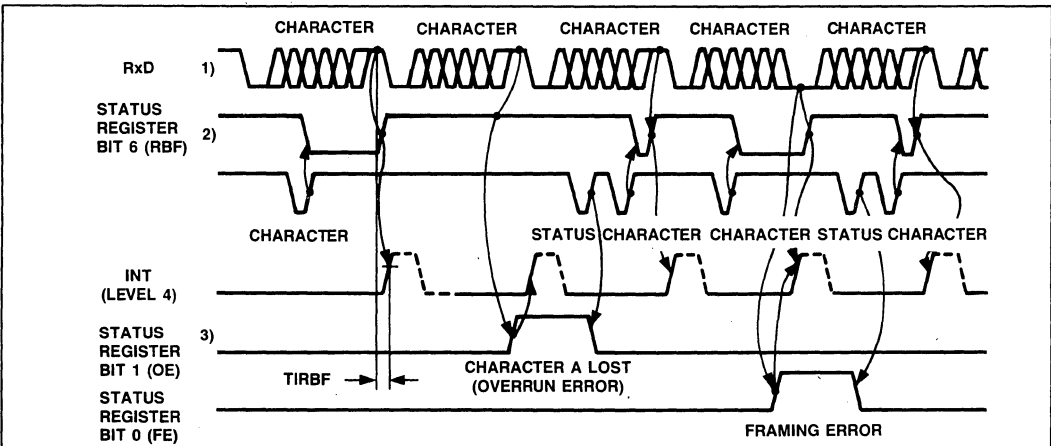 CHARACTER CHARACTER CHARACTER CHARACTER CHARACTER
RxD 1)
STATUS
REGISTER 2)
BIT 6 (RBF)
CHARACTER STATUS CHARACTER CHARACTER STATUS CHARACTER
INT
(LEVEL 4)
STATUS 3)
REGISTER
BIT 1 (OE)
CHARACTER A LOST
(OVERRUN ERROR)
TIRBF
STATUS
REGISTER
BIT 0 (FE)
FRAMING ERROR